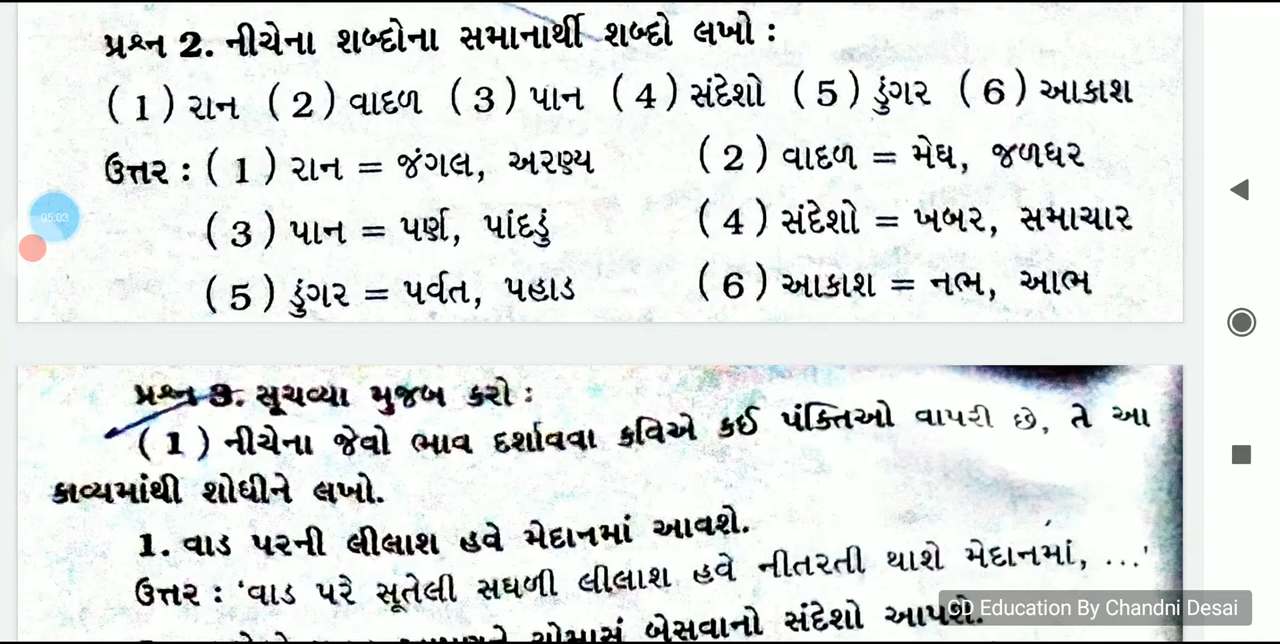 પ્રશ્ન 2. નીચેના શબ્દોના સમાનાર્થી શબ્દો લખો :
(1) રાન (2) વાદળ (3) પાન (4) સંદેશો (5) ડુંગર (6) આકાશ
ઉત્તર : (1) રાન = જંગલ, અરણ્ય (2) વાદળ = મેઘ, જળધર
(3) પાન = પર્ણ, પાંદડું (4) સંદેશો = ખબર, સમાચાર
05:03
(5) ડુંગર = પર્વત, પહાડ (6) આકાશ = નભ, આભ
પ્રશ્ન 3. સૂચવ્યા મુજબ કરો :
(1) નીચેના જેવો ભાવ દર્શાવવા કવિએ કઈ પંક્તિઓ વાપરી છે, તે આ
કાવ્યમાંથી શોધીને લખો.
1. વાડ પરની લીલાશ હવે મેદાનમાં આવશે.
ઉત્તર : 'વાડ પરે સૂતેલી સઘળી લીલાશ હવે નીતરતી થાશે મેદાનમાં, ...'
ચોમાસું બેસવાનો સંદેશો આપશે.
CD Education By Chandni Desai